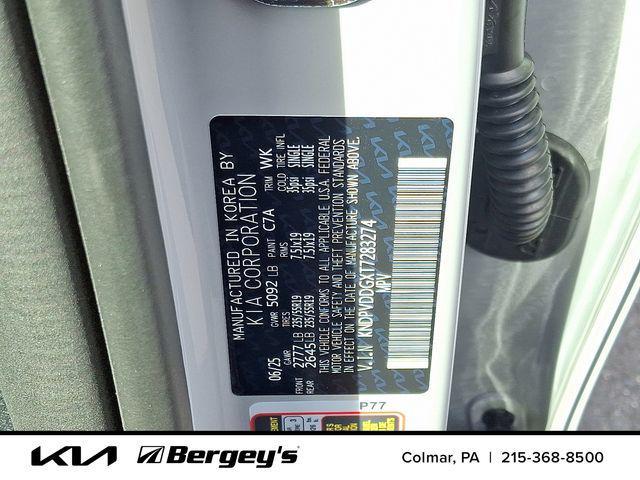 MANUFACTURED IN KOREA BY
KIA CORPORATION
06/25 GVWR 5092 LB PAINT C7A TRIM WK
GAWR TIRES RIMS COLD TIRE INFL
FRONT 2777 LB 235/55R19 7.5Jx19 35psi SINGLE
REAR 2645 LB 235/55R19 7.5Jx19 35psi SINGLE
THIS VEHICLE CONFORMS TO ALL APPLICABLE U.S.A. FEDERAL
MOTOR VEHICLE SAFETY AND THEFT PREVENTION STANDARDS
IN EFFECT ON THE DATE OF MANUFACTURE SHOWN ABOVE.
V.I.N KNDPVDDGXT7283274
MPV
P77
KIA Bergey's
Colmar, PA | 215-368-8500